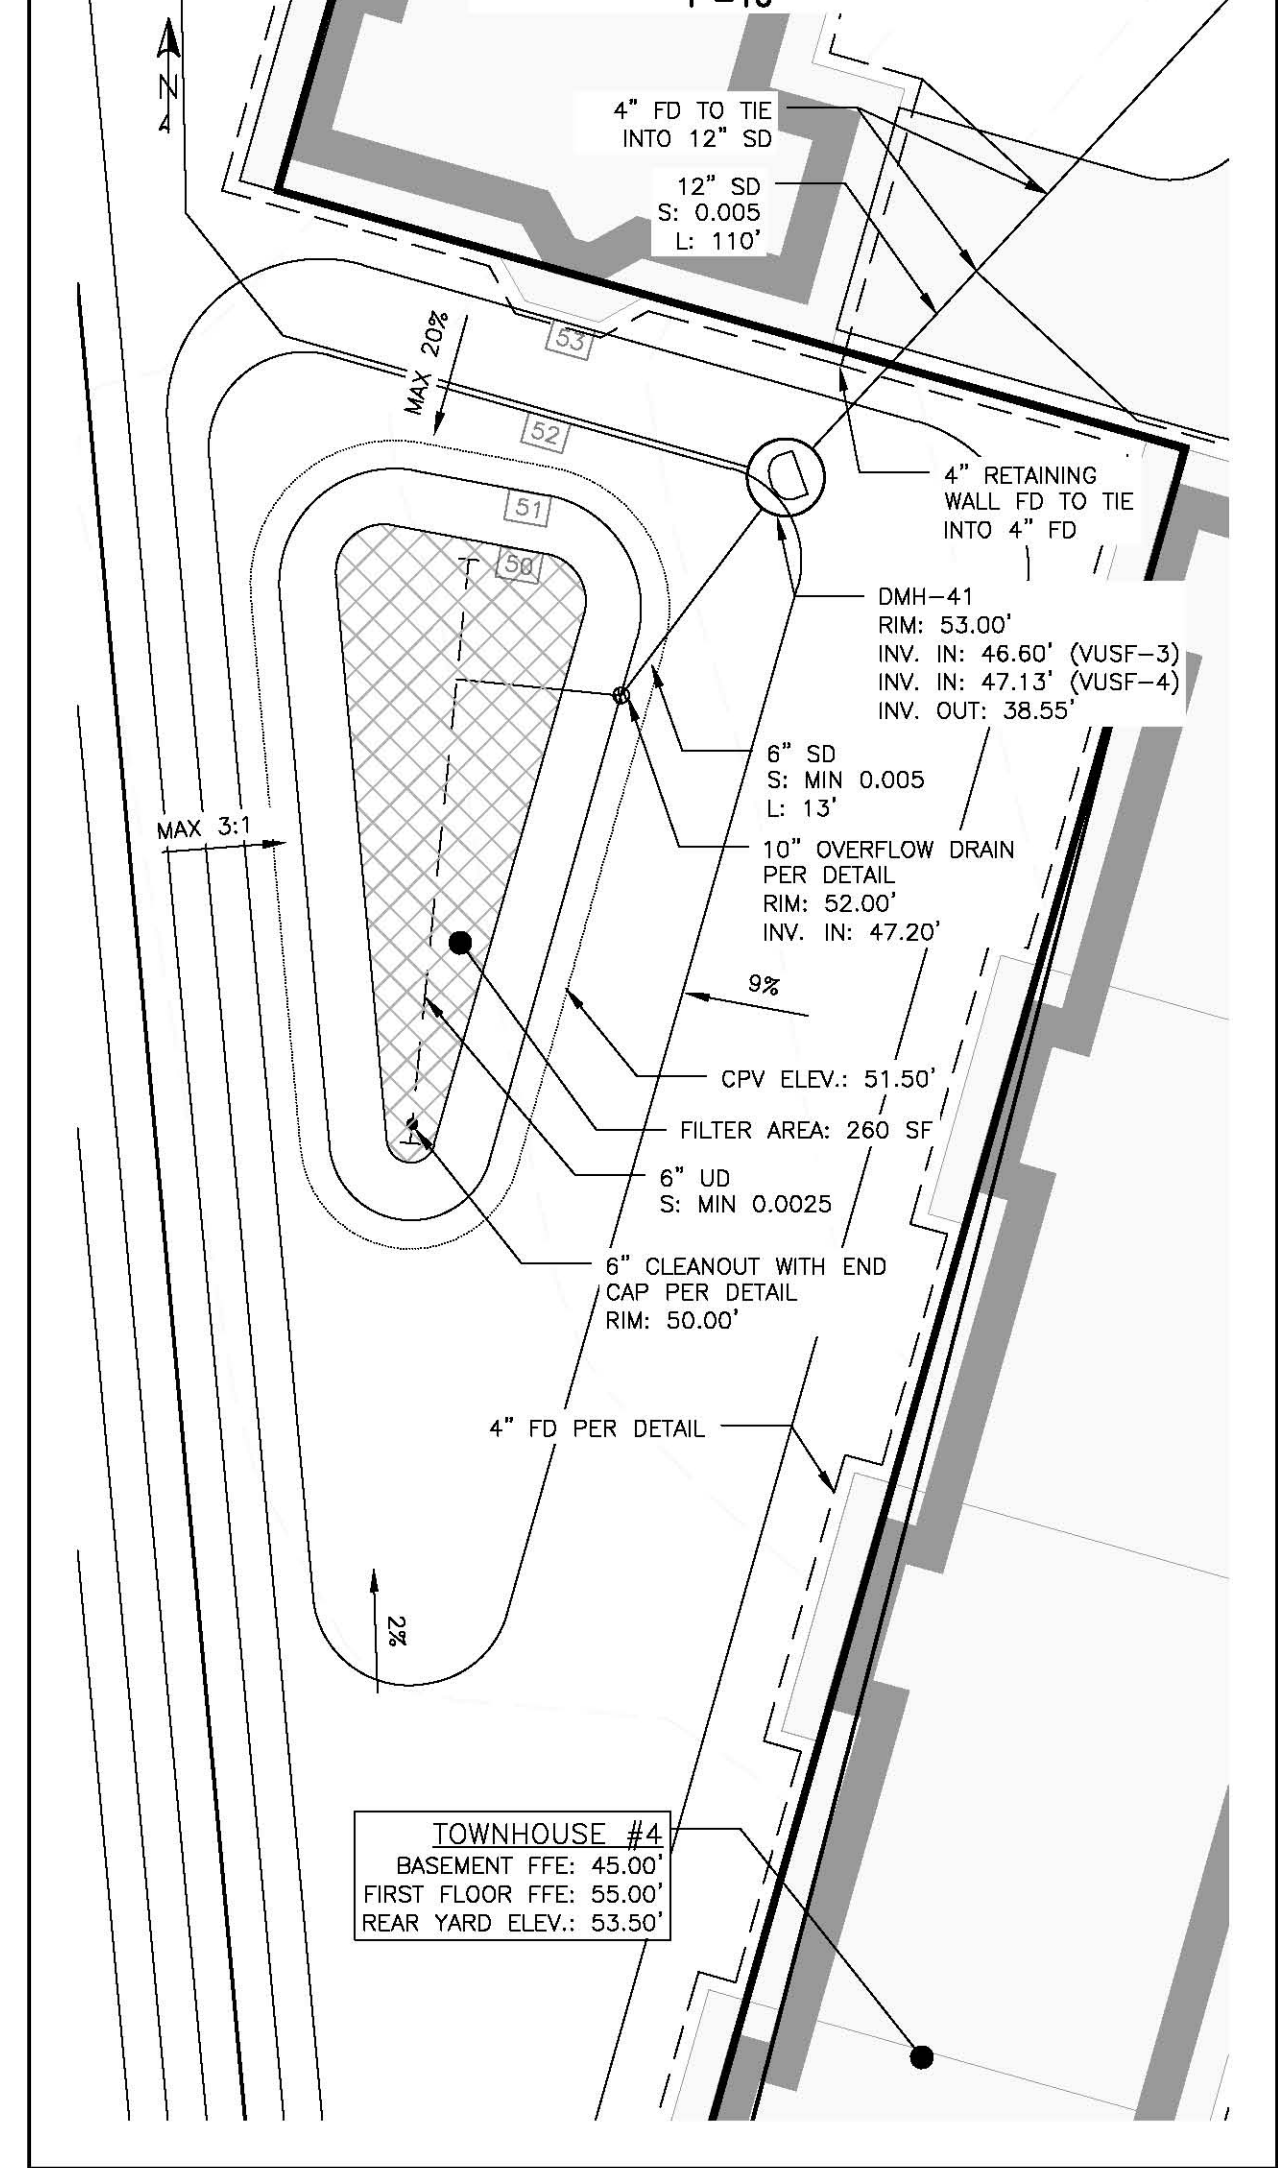 N
4" FD TO TIE
INTO 12" SD
12" SD
S: 0.005
L: 110'
MAX 20%
53
52
51
50
4" RETAINING
WALL FD TO TIE
INTO 4" FD
DMH-41
RIM: 53.00'
INV. IN: 46.60' (VUSF-3)
INV. IN: 47.13' (VUSF-4)
INV. OUT: 38.55'
6" SD
S: MIN 0.005
L: 13'
MAX 3:1
10" OVERFLOW DRAIN
PER DETAIL
RIM: 52.00'
INV. IN: 47.20'
9%
CPV ELEV.: 51.50'
FILTER AREA: 260 SF
6" UD
S: MIN 0.0025
6" CLEANOUT WITH END
CAP PER DETAIL
RIM: 50.00'
4" FD PER DETAIL
2%
TOWNHOUSE #4
BASEMENT FFE: 45.00'
FIRST FLOOR FFE: 55.00'
REAR YARD ELEV.: 53.50'